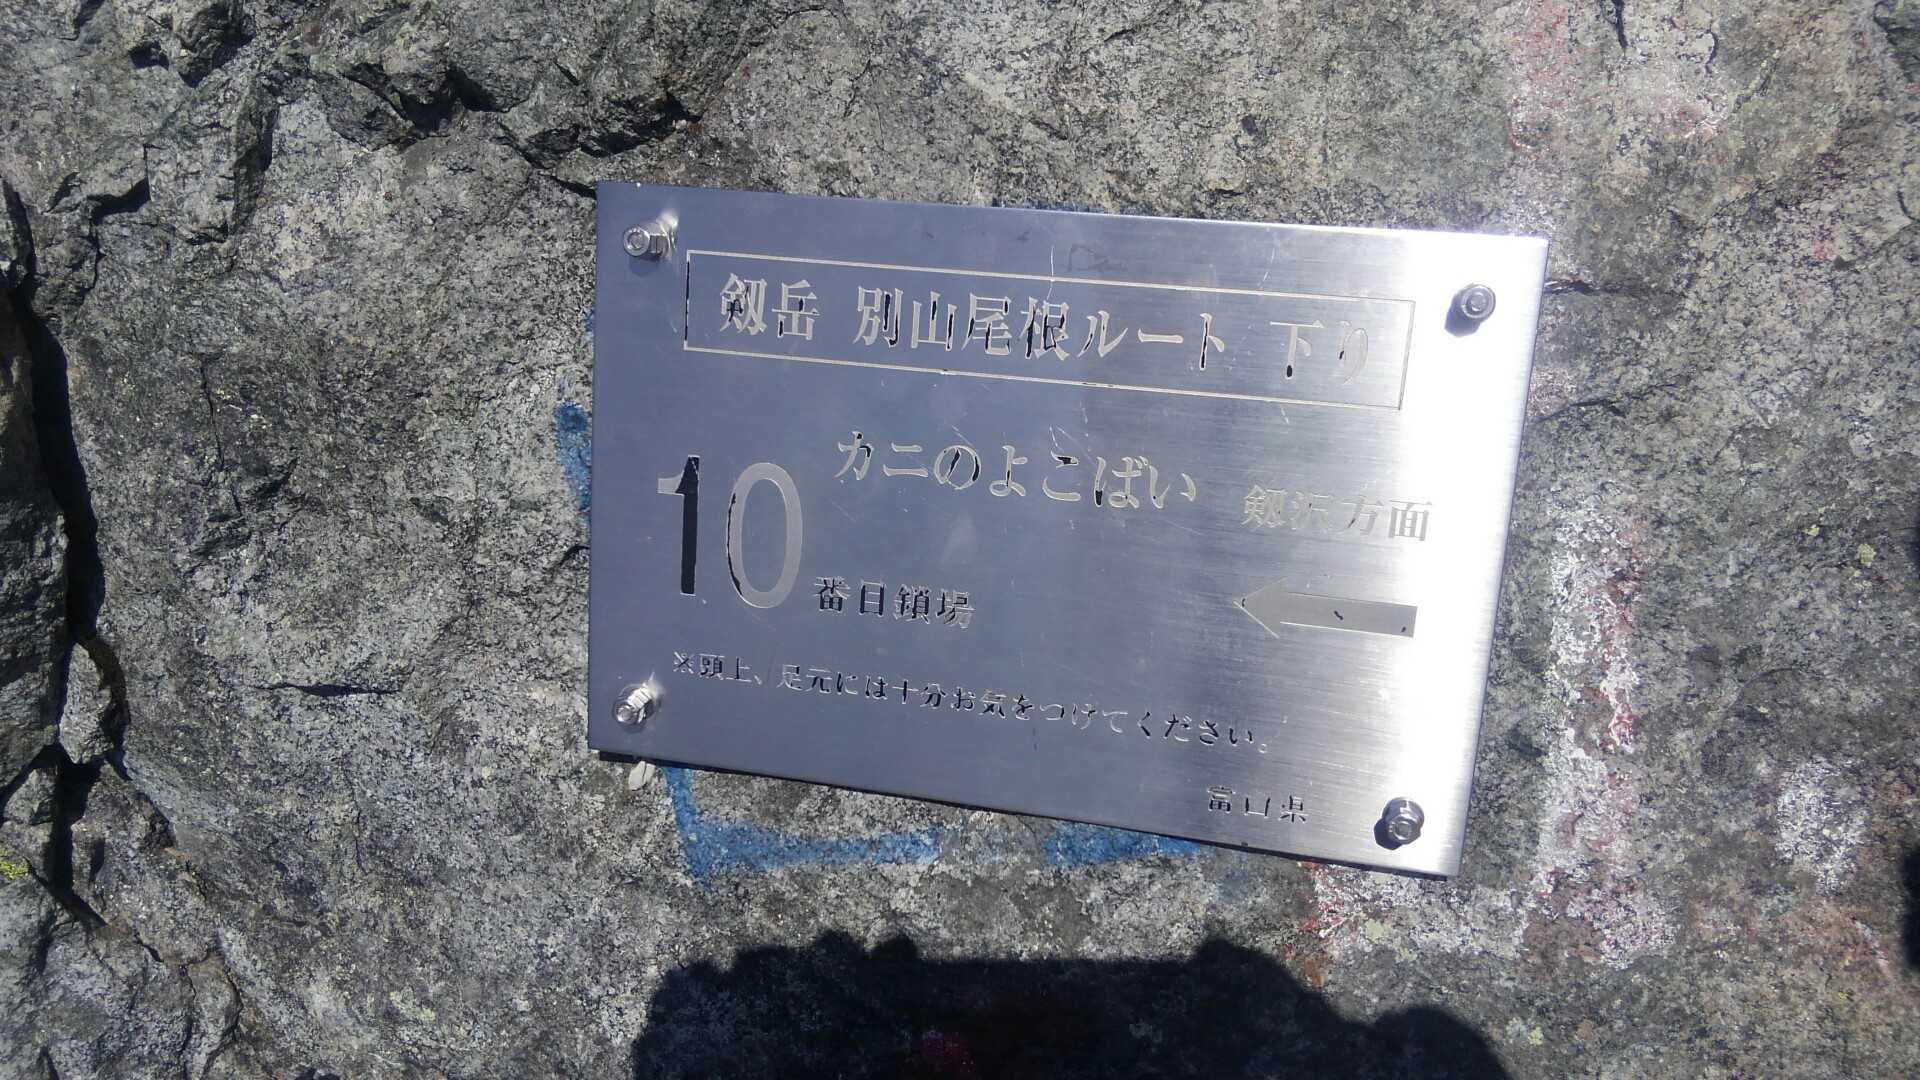 剱岳 別山尾根ルート 下り
カニのよこばい
剱沢方面
10番目鎖場
※頭上、足元には十分お気をつけてください。
富山県